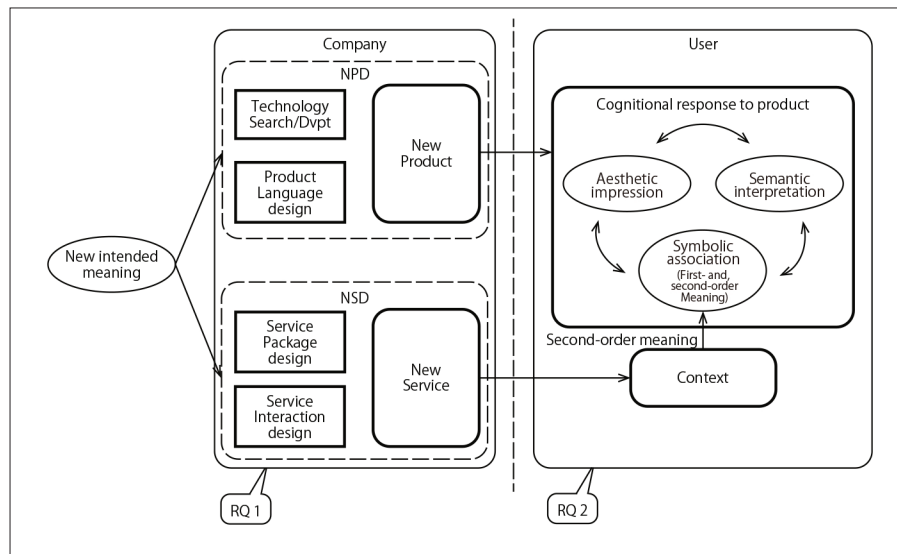 Company
User
NPD
Technology
Search/Dvpt
Product
Language
design
New
Product
Cognitional response to product
Aesthetic
impression
Semantic
interpretation
Symbolic
association
(First- and,
second-order
Meaning)
New intended
meaning
NSD
Service
Package
design
Service
Interaction
design
New
Service
Second-order meaning
Context
RQ 1
RQ 2